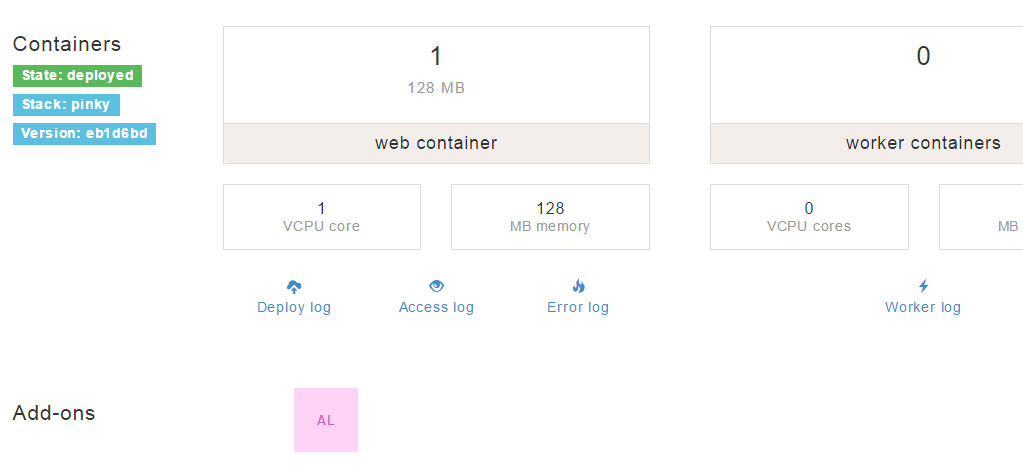 Containers
State: deployed
Stack: pinky
Version: eb1d6bd
1
128 MB
web container
0
worker containers
1
VCPU core
128
MB memory
0
VCPU cores
MB
Deploy log
Access log
Error log
Worker log
Add-ons
AL